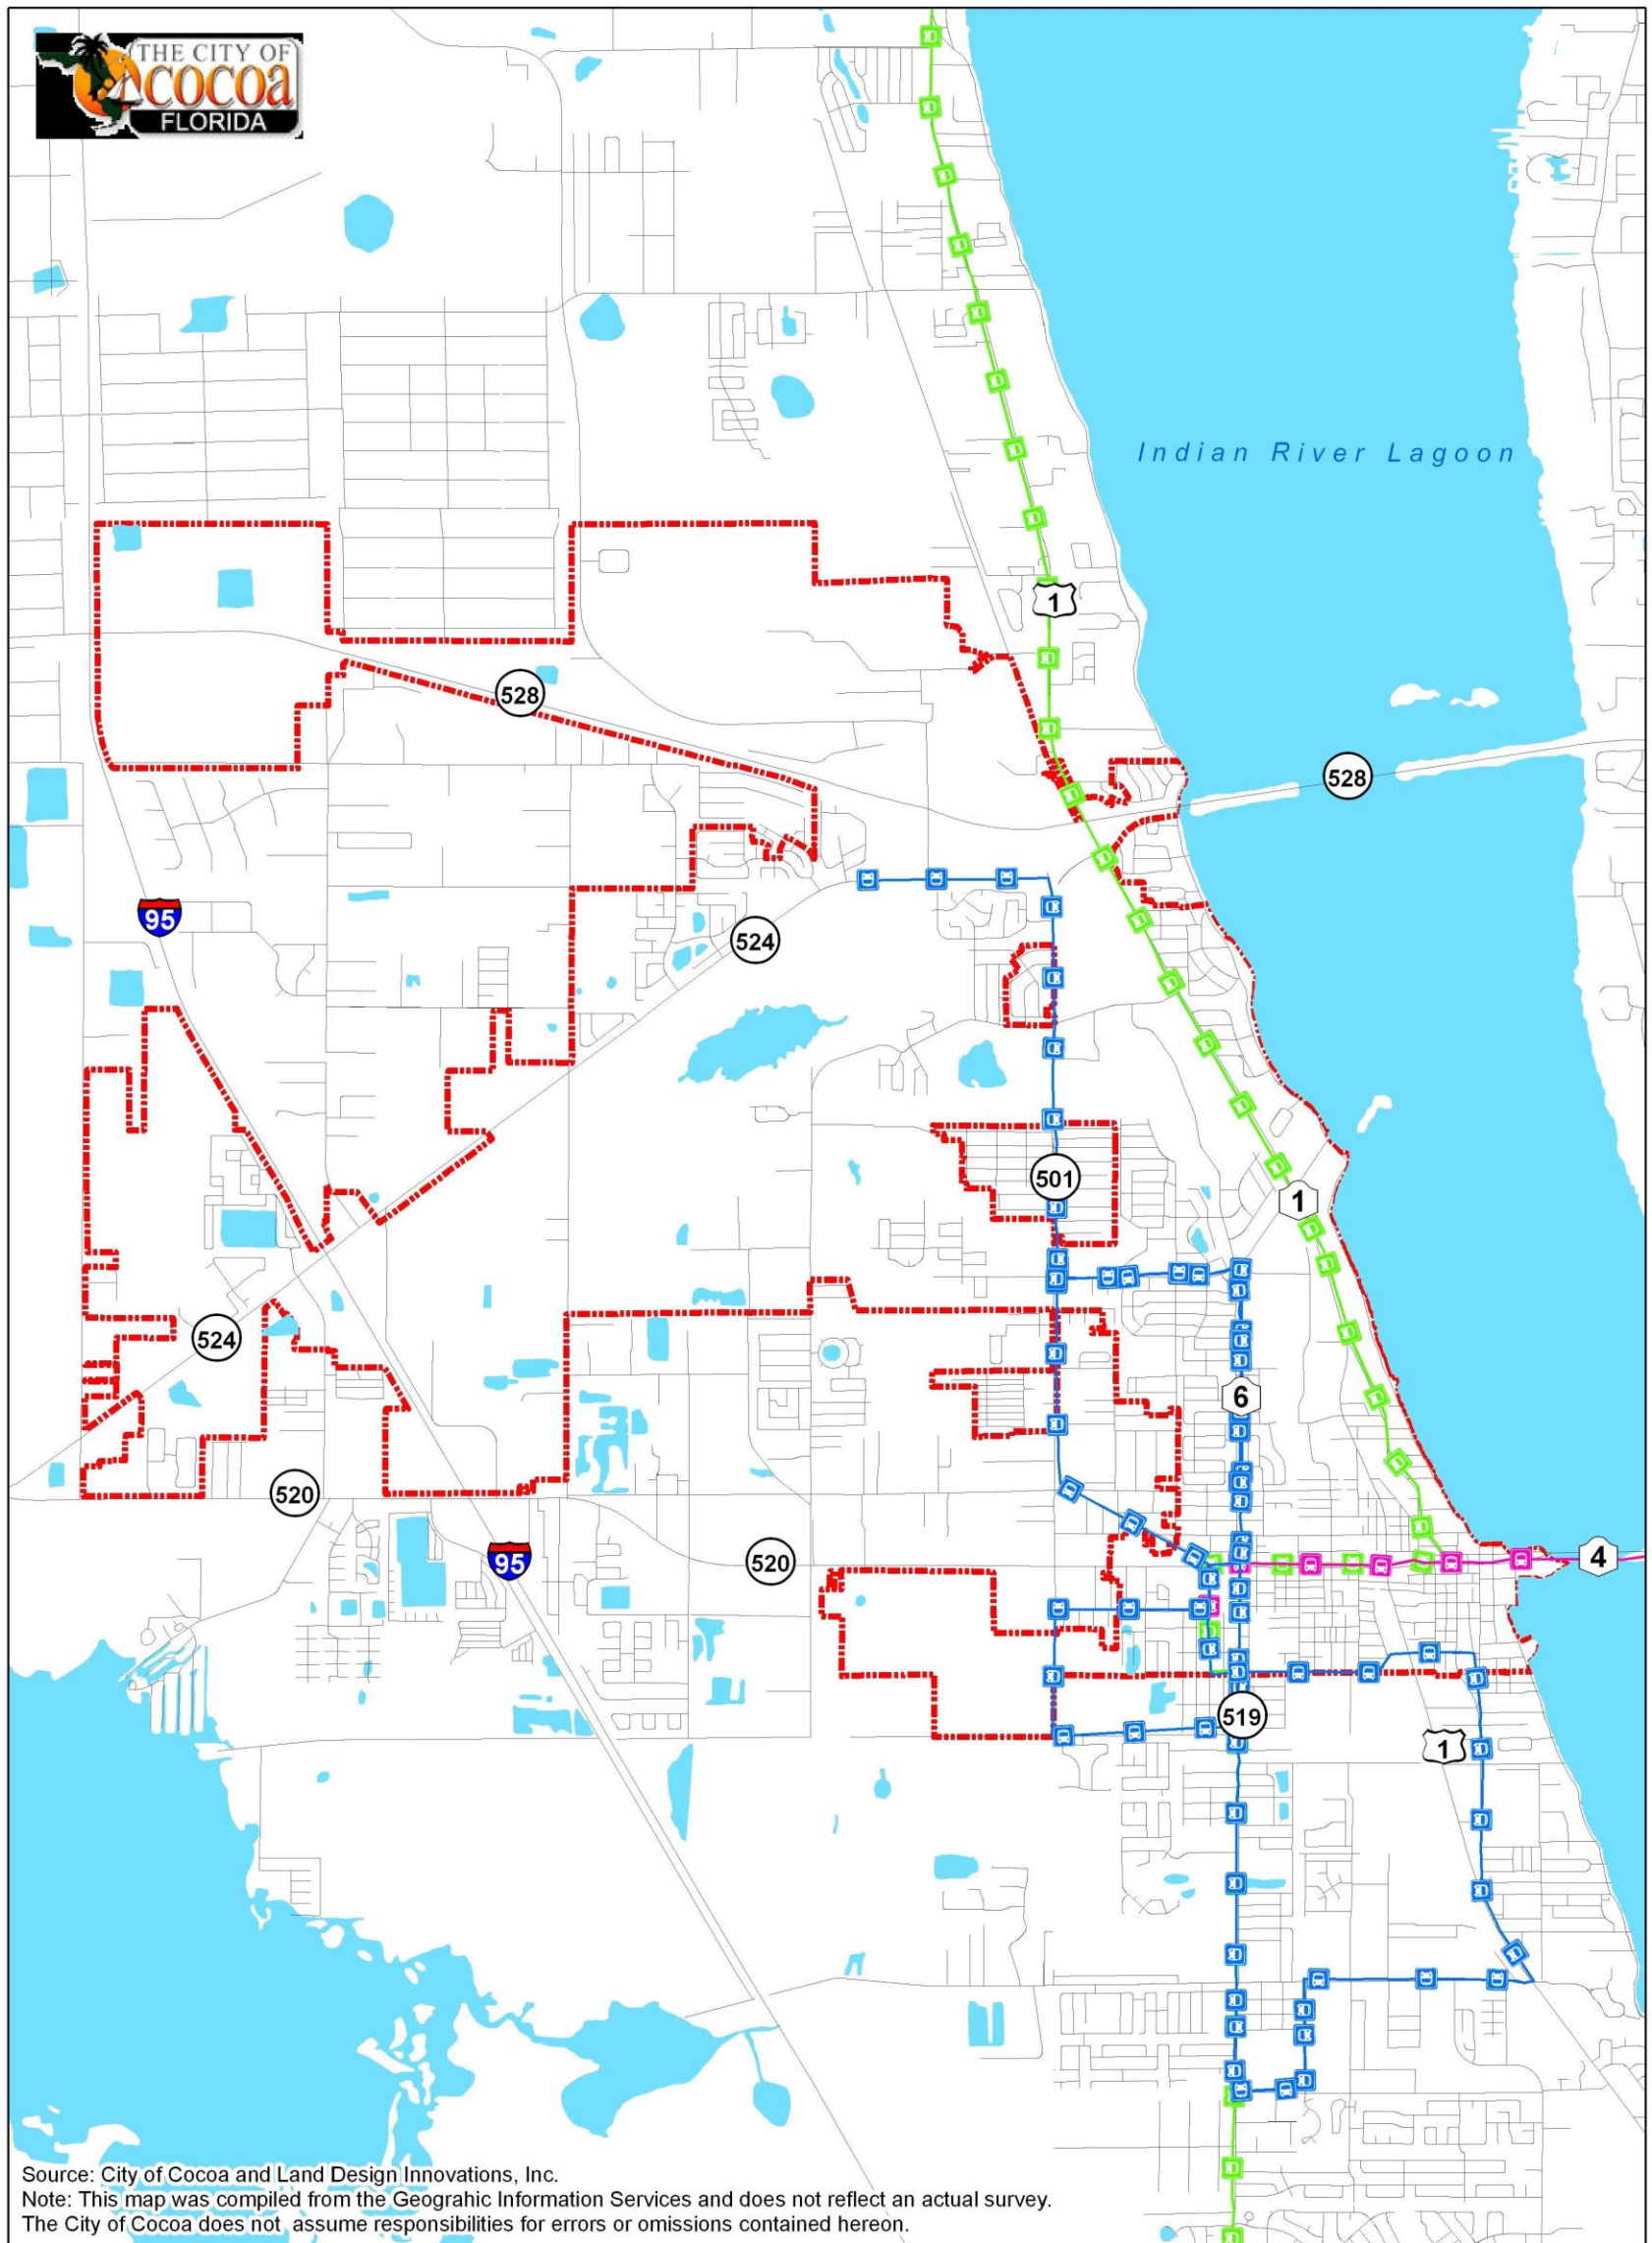 THE CITY OF
COCOa
FLORIDA
Indian River Lagoon
1
528
528
95
524
501
1
524
6
520
95
520
4
519
1
Source: City of Cocoa and Land Design Innovations, Inc.
Note: This map was compiled from the Geograhic Information Services and does not reflect an actual survey.
The City of Cocoa does not assume responsibilities for errors or omissions contained hereon.